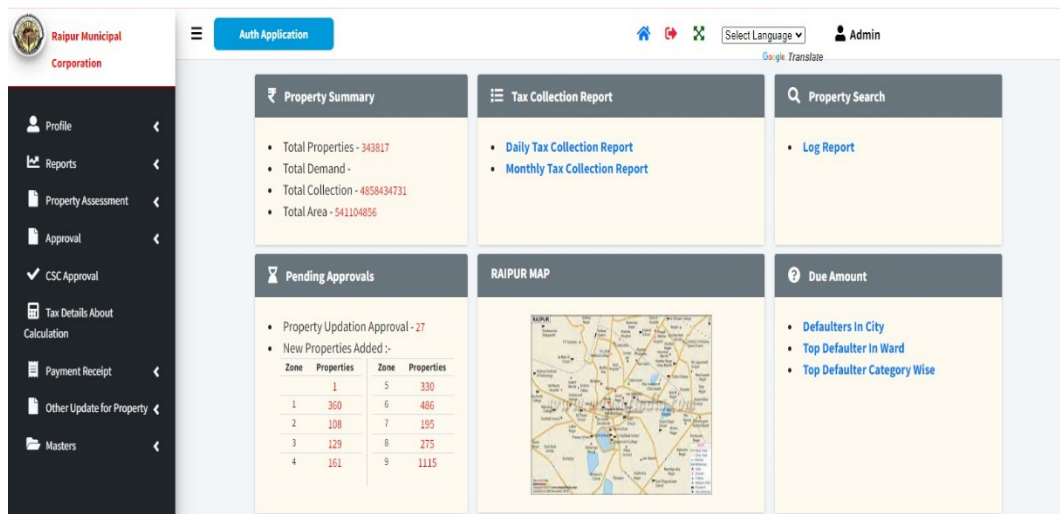 Raipur Municipal
Corporation
Auth Application
Select Language
Admin
Google Translate
Profile
Reports
Property Assessment
Approval
CSC Approval
Tax Details About
Calculation
Payment Receipt
Other Update for Property
Masters
₹ Property Summary
Total Properties - 343817
Total Demand -
Total Collection - 4858434731
Total Area - 541104856
Tax Collection Report
Daily Tax Collection Report
Monthly Tax Collection Report
Property Search
Log Report
Pending Approvals
Property Updation Approval - 27
New Properties Added :-
Zone Properties Zone Properties
1 5 330
1 360 6 486
2 108 7 195
3 129 8 275
4 161 9 1115
RAIPUR MAP
RAIPUR
Due Amount
Defaulters In City
Top Defaulter In Ward
Top Defaulter Category Wise